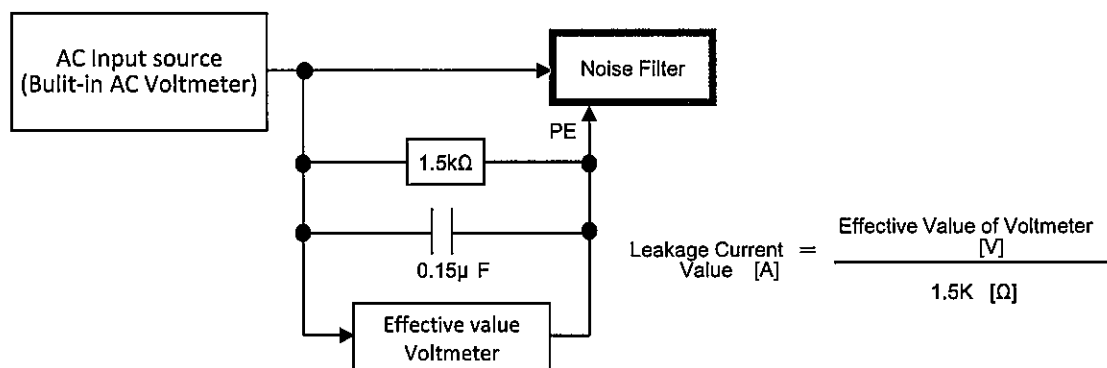 AC Input source
(Bulit-in AC Voltmeter)
Noise Filter
PE
1.5kΩ
0.15μ F
Effective value
Voltmeter
Leakage Current
Value [A]
=
Effective Value of Voltmeter
[V]
1.5K [Ω]